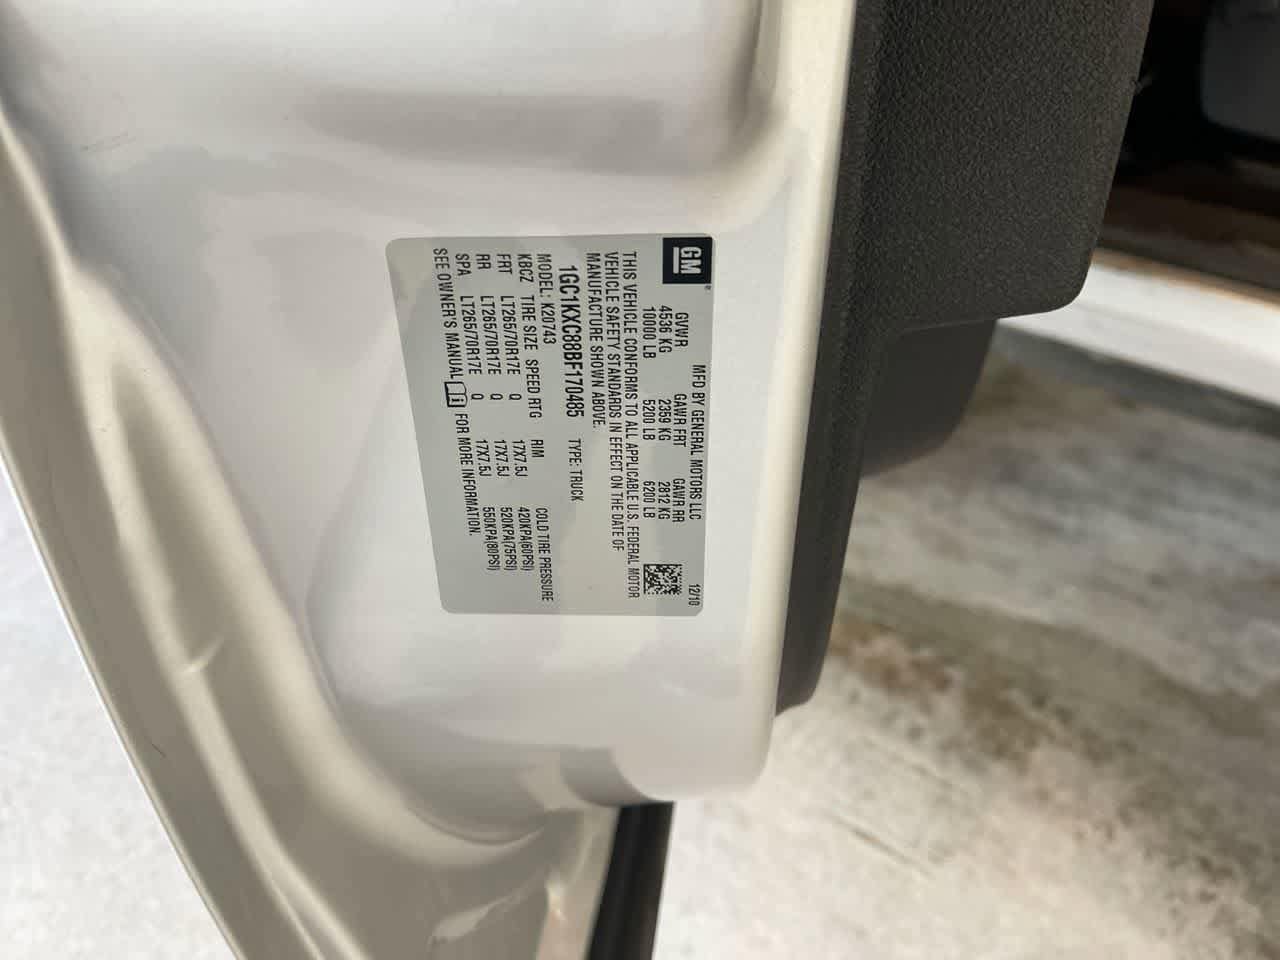 GM
MFD BY GENERAL MOTORS LLC 12/10
GVWR GAWR FRT GAWR RR
4536 KG 2359 KG 2812 KG
10000 LB 5200 LB 6200 LB
THIS VEHICLE CONFORMS TO ALL APPLICABLE U.S. FEDERAL MOTOR
VEHICLE SAFETY STANDARDS IN EFFECT ON THE DATE OF
MANUFACTURE SHOWN ABOVE.
1GC1KXC88BF170485 TYPE: TRUCK
MODEL: K20743
KBCZ TIRE SIZE SPEED RTG RIM COLD TIRE PRESSURE
FRT LT265/70R17E Q 17X7.5J 420KPA(60PSI)
RR LT265/70R17E Q 17X7.5J 520KPA(75PSI)
SPA LT265/70R17E Q 17X7.5J 550KPA(80PSI)
SEE OWNER'S MANUAL i FOR MORE INFORMATION.